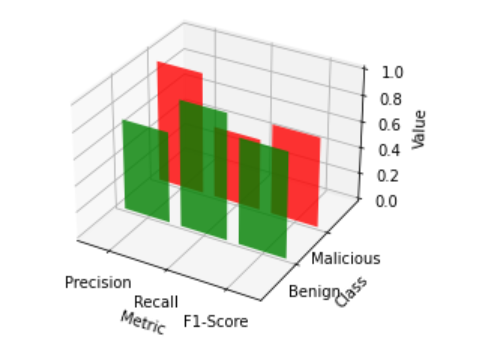 1.0
0.8
0.6
0.4
0.2
0.0
Value
Precision
Recall
F1-Score
Metric
Malicious
Benign
Class